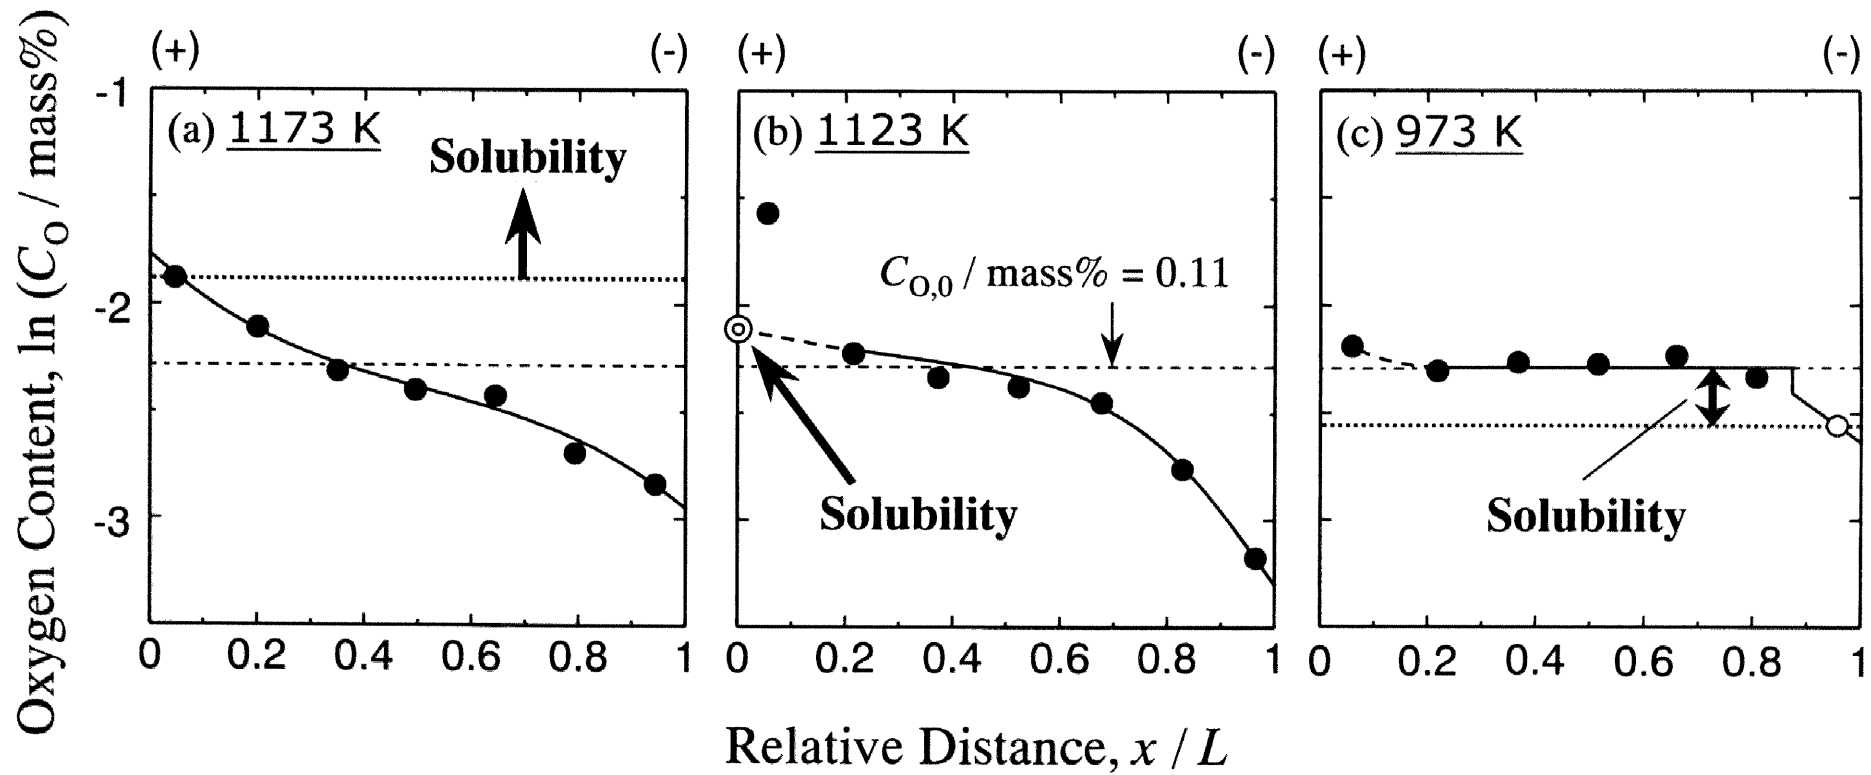 Oxygen Content, ln (C_O / mass%)
(+) (-) (+) (-) (+) (-)
-1
-2
-3
(a) 1173 K
Solubility
(b) 1123 K
C_O,0 / mass% = 0.11
Solubility
(c) 973 K
Solubility
0 0.2 0.4 0.6 0.8 1
0 0.2 0.4 0.6 0.8 1
0 0.2 0.4 0.6 0.8 1
Relative Distance, x / L